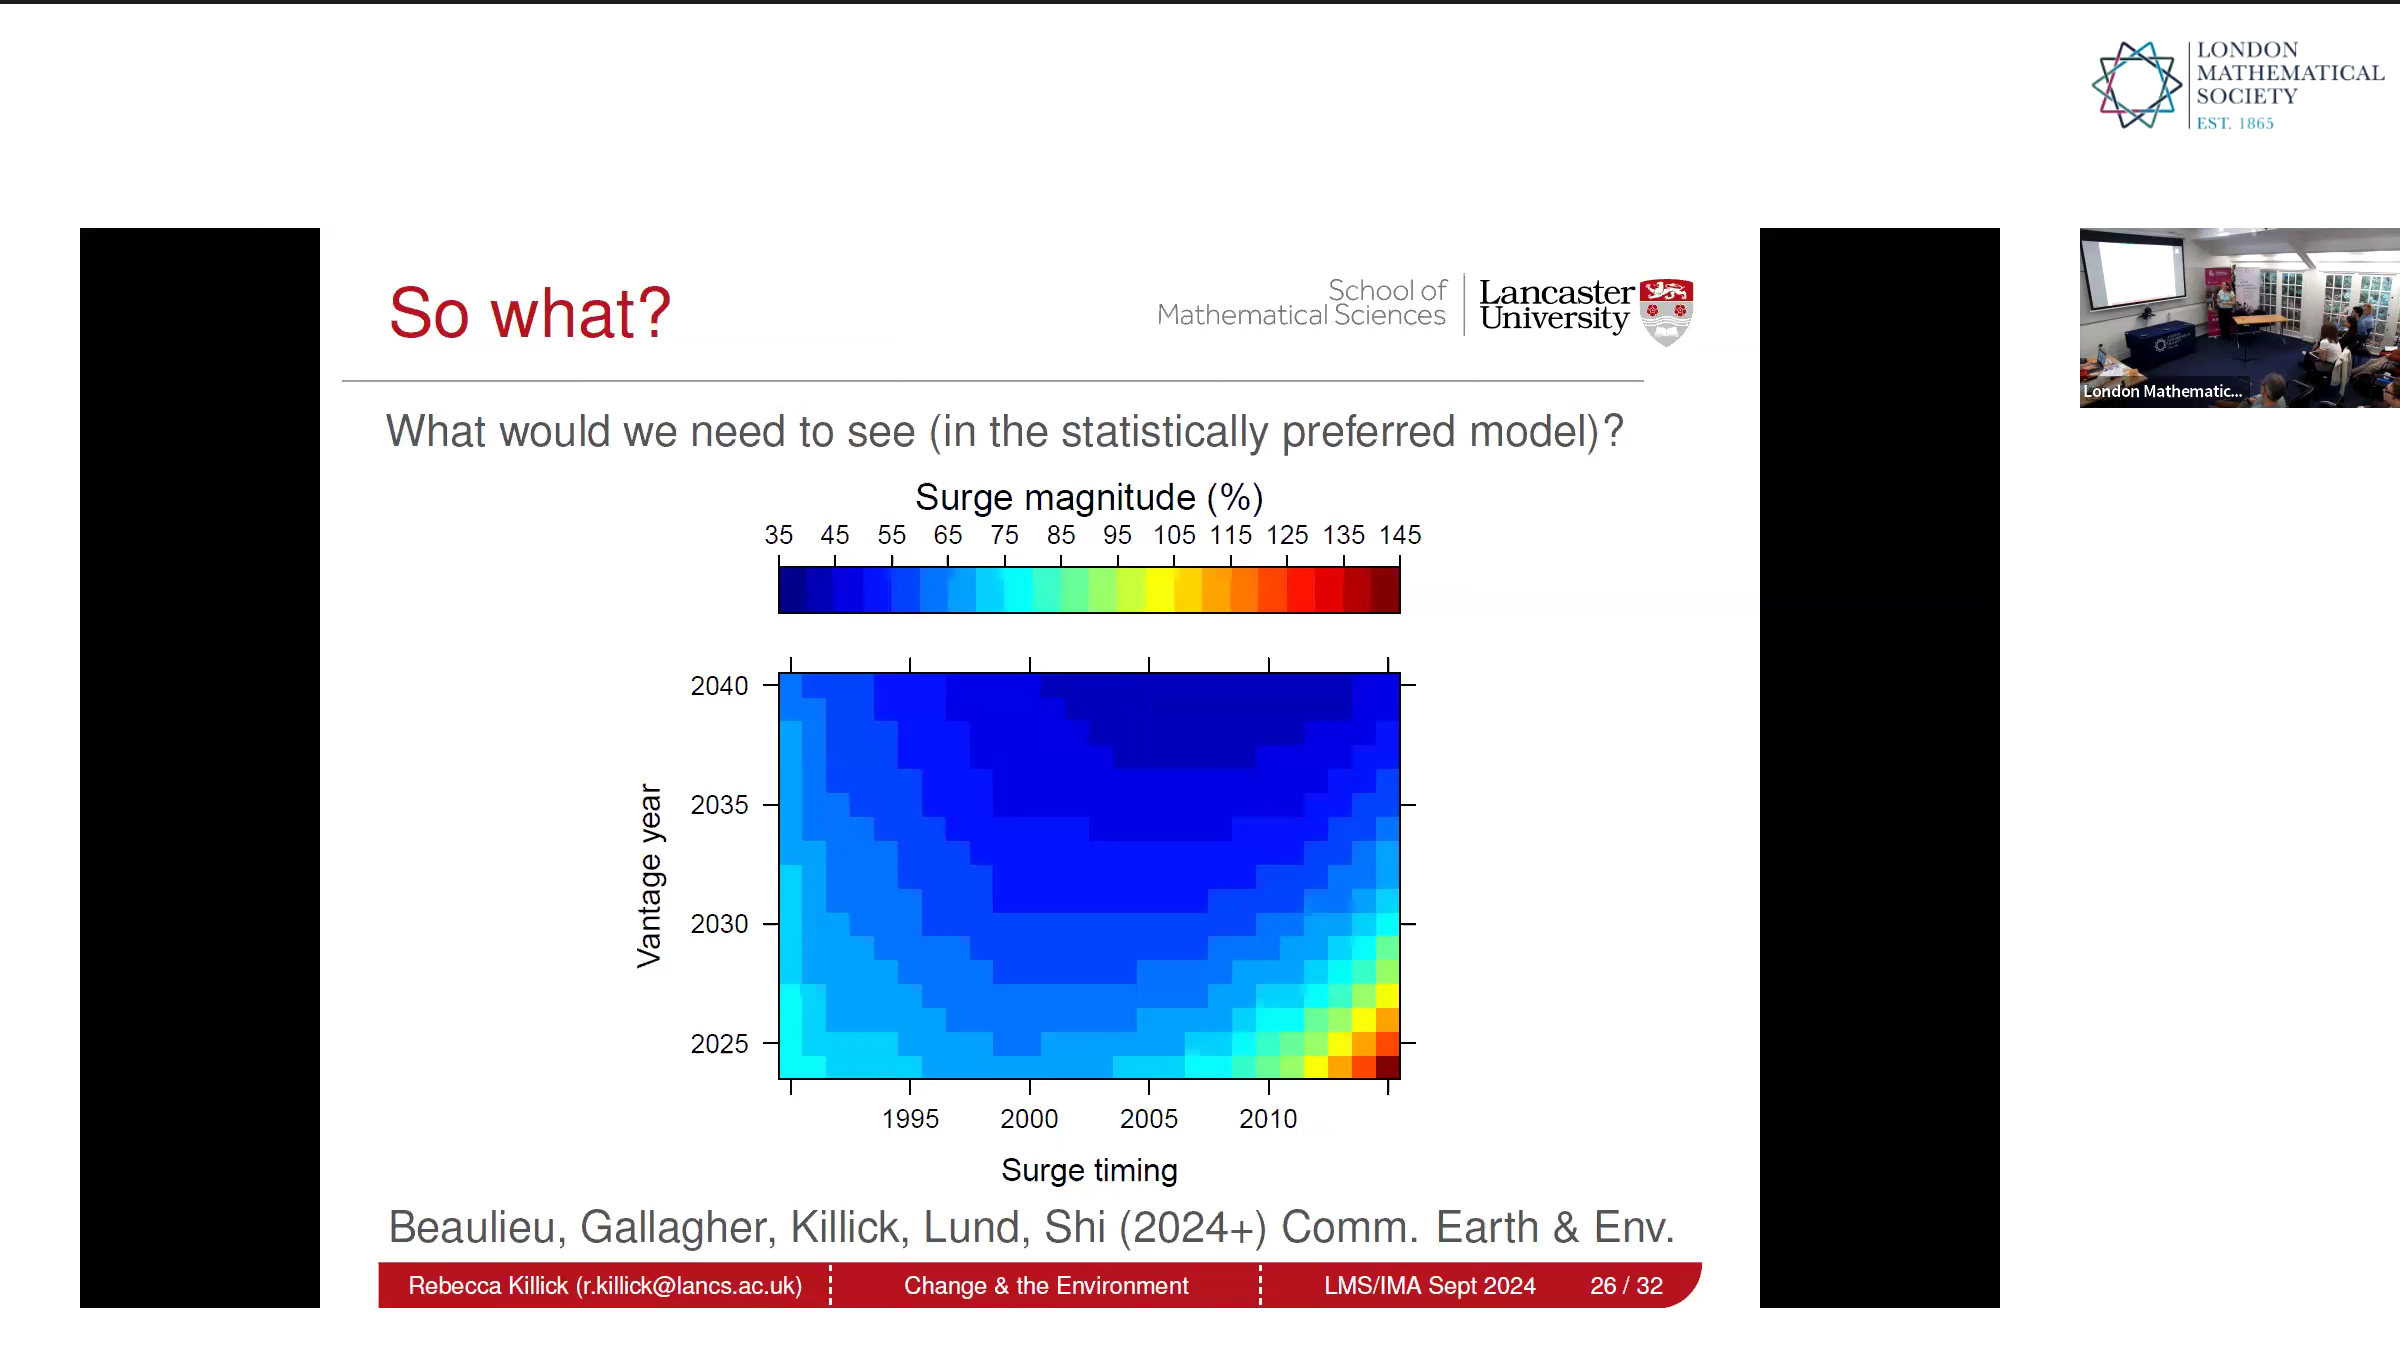 LONDON
MATHEMATICAL
SOCIETY
EST. 1865
So what?
School of
Mathematical Sciences
Lancaster
University
London Mathematic...
What would we need to see (in the statistically preferred model)?
Surge magnitude (%)
35 45 55 65 75 85 95 105 115 125 135 145
Vantage year
2040
2035
2030
2025
1995 2000 2005 2010
Surge timing
Beaulieu, Gallagher, Killick, Lund, Shi (2024+) Comm. Earth & Env.
Rebecca Killick (r.killick@lancs.ac.uk) Change & the Environment LMS/IMA Sept 2024 26 / 32